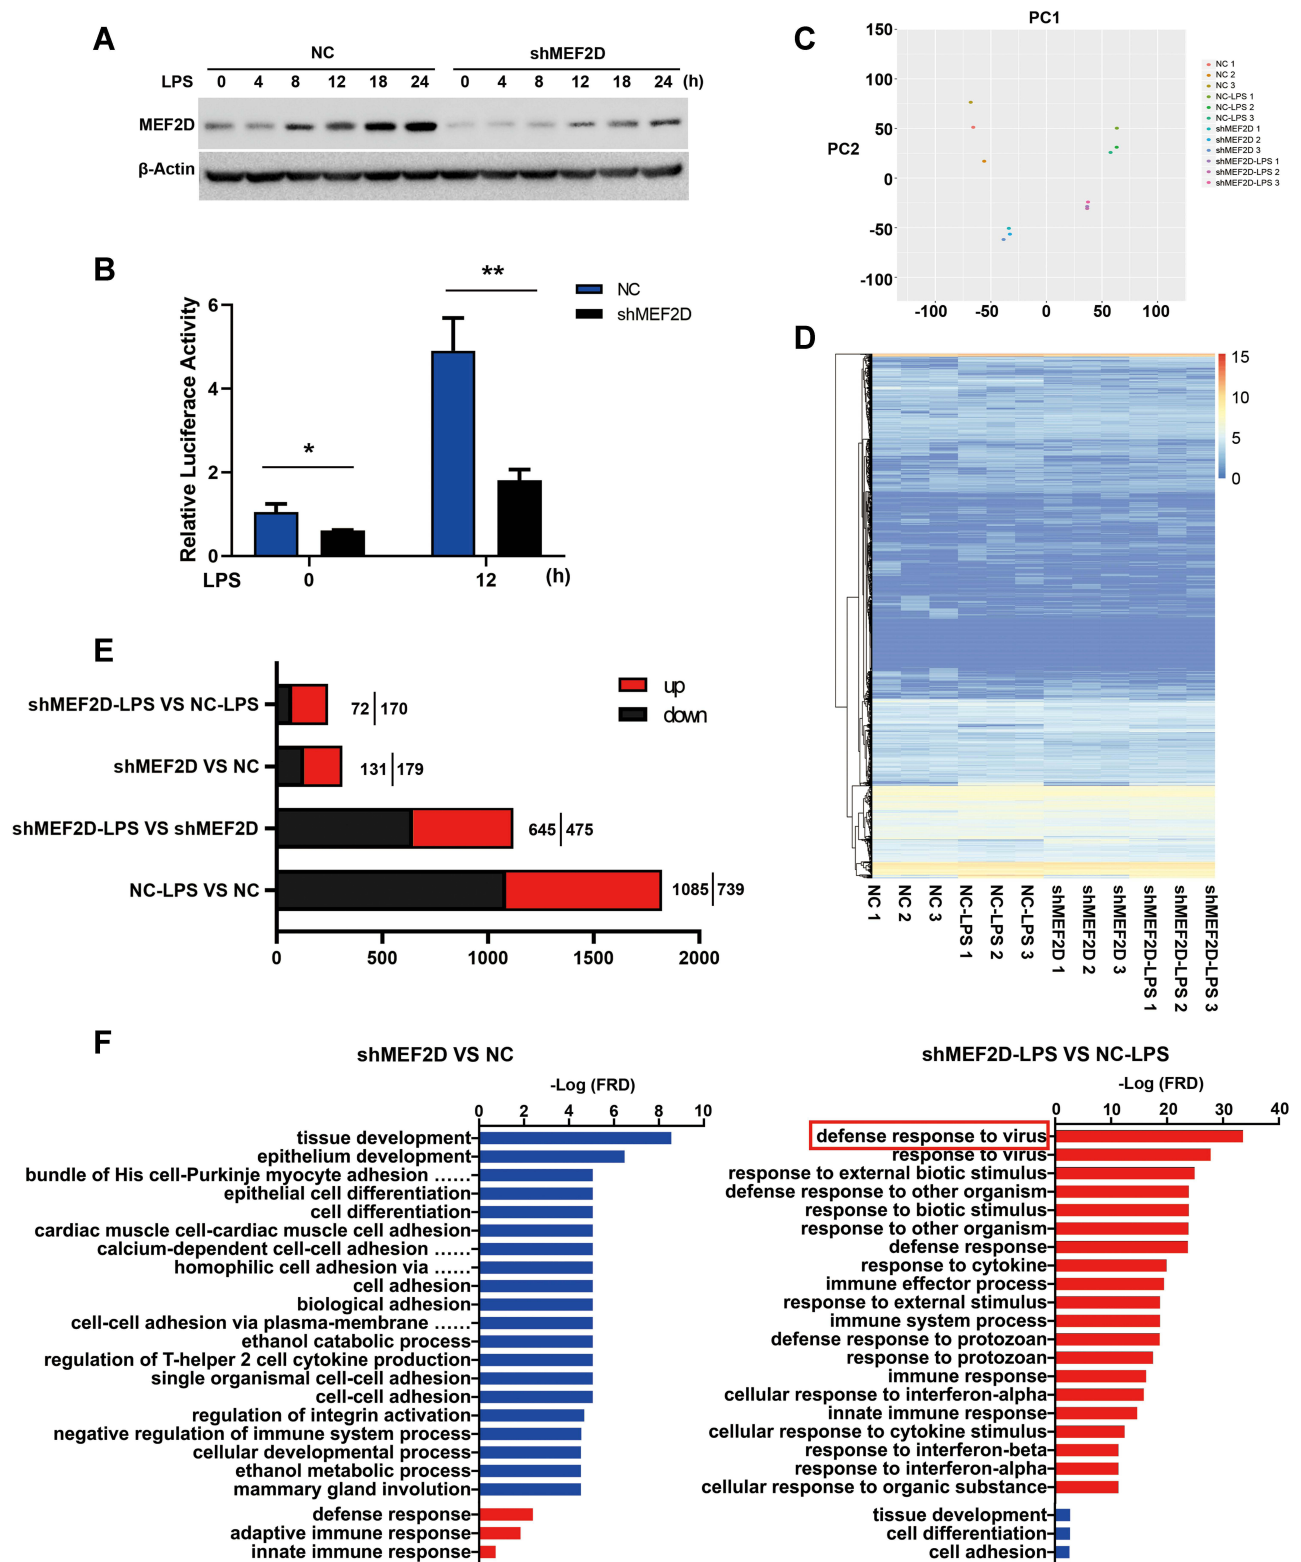 A
NC
shMEF2D
LPS 0 4 8 12 18 24 0 4 8 12 18 24 (h)
MEF2D
β-Actin
B
Relative Luciferace Activity
6
4
2
0
*
**
NC
shMEF2D
LPS 0 12 (h)
C
PC1
PC2
150
100
50
0
-50
-100
-100 -50 0 50 100
NC 1
NC 2
NC 3
NC-LPS 1
NC-LPS 2
NC-LPS 3
shMEF2D 1
shMEF2D 2
shMEF2D 3
shMEF2D-LPS 1
shMEF2D-LPS 2
shMEF2D-LPS 3
D
15
10
5
0
NC 1
NC 2
NC 3
NC-LPS 1
NC-LPS 2
NC-LPS 3
shMEF2D 1
shMEF2D 2
shMEF2D 3
shMEF2D-LPS 1
shMEF2D-LPS 2
shMEF2D-LPS 3
E
up
down
shMEF2D-LPS VS NC-LPS 72 170
shMEF2D VS NC 131 179
shMEF2D-LPS VS shMEF2D 645 475
NC-LPS VS NC 1085 739
0 500 1000 1500 2000
F
shMEF2D VS NC
-Log (FRD)
0 2 4 6 8 10
tissue development
epithelium development
bundle of His cell-Purkinje myocyte adhesion ......
epithelial cell differentiation
cell differentiation
cardiac muscle cell-cardiac muscle cell adhesion
calcium-dependent cell-cell adhesion ......
homophilic cell adhesion via ......
cell adhesion
biological adhesion
cell-cell adhesion via plasma-membrane ......
ethanol catabolic process
regulation of T-helper 2 cell cytokine production
single organismal cell-cell adhesion
cell-cell adhesion
regulation of integrin activation
negative regulation of immune system process
cellular developmental process
ethanol metabolic process
mammary gland involution
defense response
adaptive immune response
innate immune response
shMEF2D-LPS VS NC-LPS
-Log (FRD)
0 10 20 30 40
defense response to virus
response to virus
response to external biotic stimulus
defense response to other organism
response to biotic stimulus
response to other organism
defense response
response to cytokine
immune effector process
response to external stimulus
immune system process
defense response to protozoan
response to protozoan
immune response
cellular response to interferon-alpha
innate immune response
cellular response to cytokine stimulus
response to interferon-beta
response to interferon-alpha
cellular response to organic substance
tissue development
cell differentiation
cell adhesion